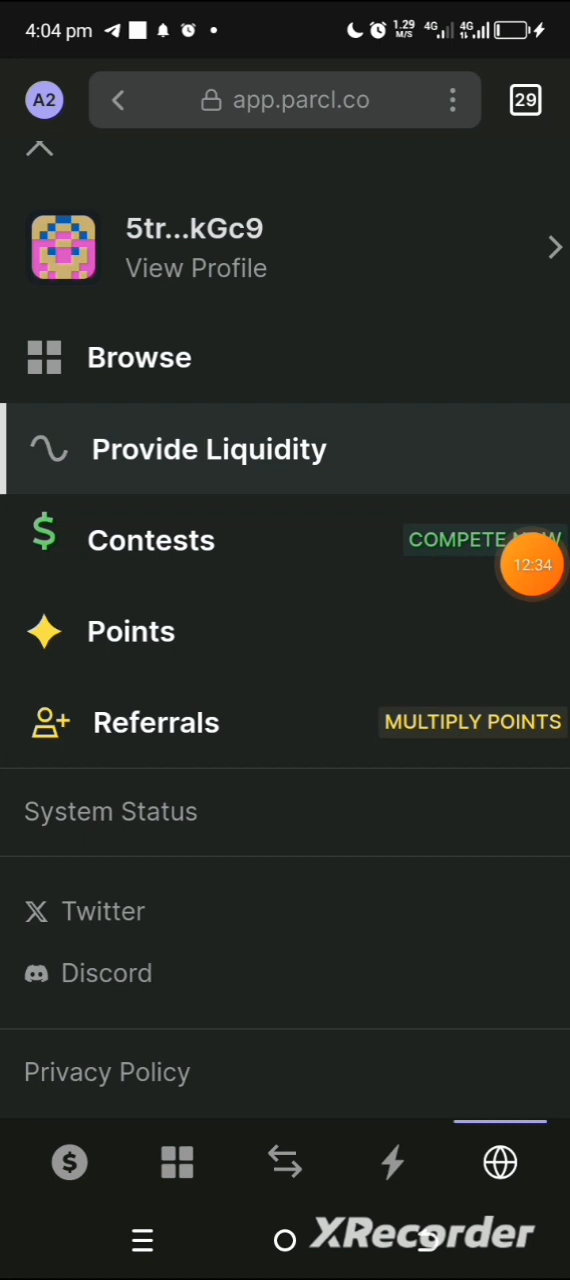 4:04 pm
1.29 M/S 4G 4G
A2
app.parcl.co
29
5tr...kGc9
View Profile
Browse
Provide Liquidity
Contests
COMPETE
12:34
Points
Referrals
MULTIPLY POINTS
System Status
X Twitter
Discord
Privacy Policy
XRecorder